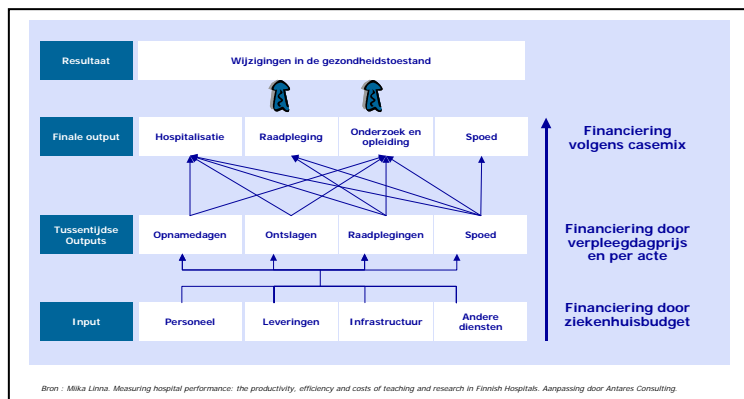 Resultaat
Wijzigingen in de gezondheidstoestand
Finale output
Hospitalisatie
Raadpleging
Onderzoek en
opleiding
Spoed
Financiering
volgens casemix
Tussentijdse
Outputs
Opnamedagen
Ontslagen
Raadplegingen
Spoed
Financiering door
verpleegdagprijs
en per acte
Input
Personeel
Leveringen
Infrastructuur
Andere
diensten
Financiering door
ziekenhuisbudget
Bron : Miika Linna. Measuring hospital performance: the productivity, efficiency and costs of teaching and research in Finnish Hospitals. Aanpassing door Antares Consulting.